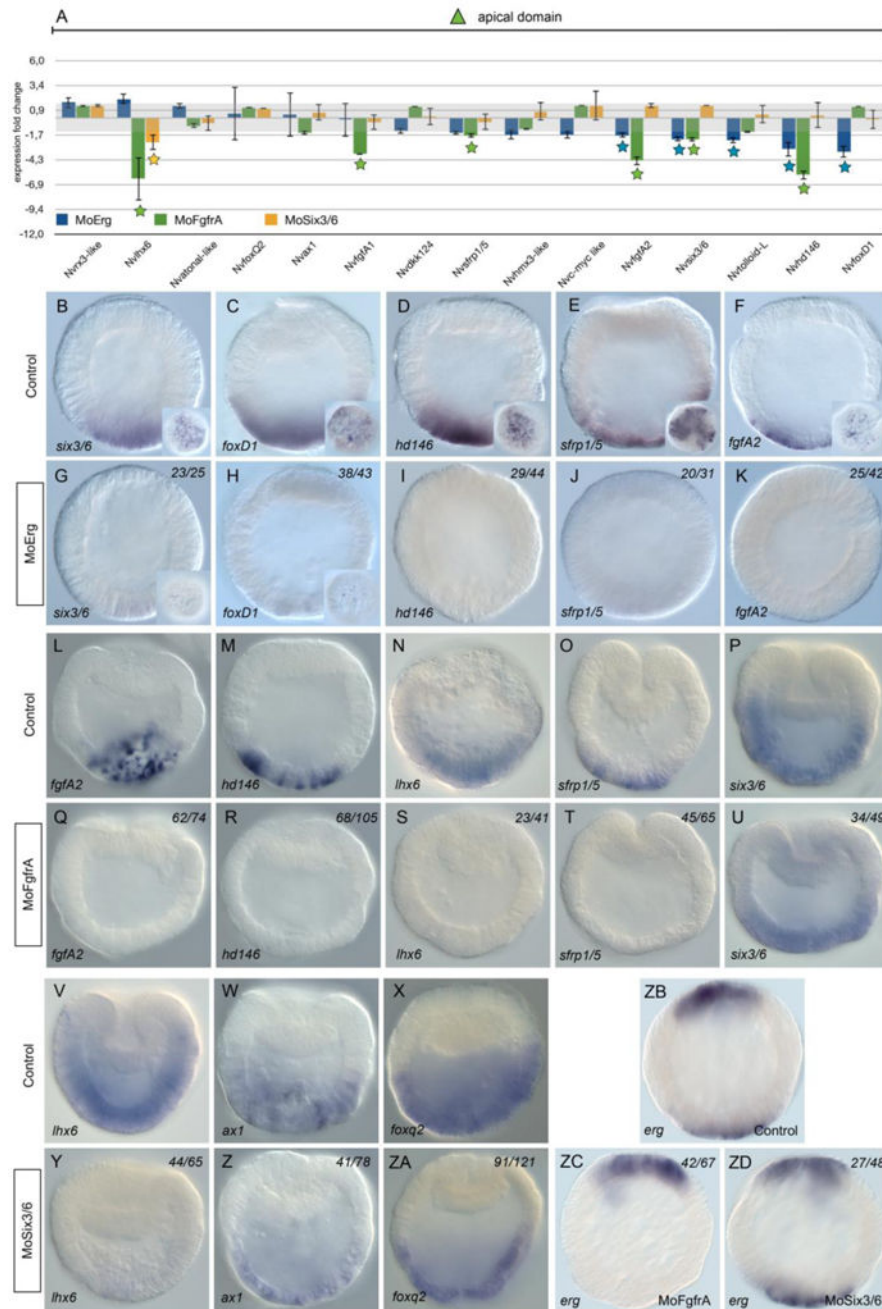 A
apical domain
6,0
3,4
0,9
-1,7
-4,3
-6,9
-9,4
-12,0
expression fold change
MoErg MoFgfrA MoSix3/6
Nvrx3-like Nvlhx6 Nvatonal-like NvfoxQ2 Nvax1 NvfgfA1 Nvdkk124 Nvsfrp1/5 Nvhmx3-like Nvc-myc like NvfgfA2 Nvsix3/6 Nvtolloid-L Nvhd146 NvfoxD1
Control
B C D E F
six3/6 foxD1 hd146 sfrp1/5 fgfA2
MoErg
G 23/25 H 38/43 I 29/44 J 20/31 K 25/42
six3/6 foxD1 hd146 sfrp1/5 fgfA2
Control
L M N O P
fgfA2 hd146 lhx6 sfrp1/5 six3/6
MoFgfrA
Q 62/74 R 68/105 S 23/41 T 45/65 U 34/49
fgfA2 hd146 lhx6 sfrp1/5 six3/6
Control
V W X ZB
lhx6 ax1 foxq2 erg Control
MoSix3/6
Y 44/65 Z 41/78 ZA 91/121 ZC 42/67 ZD 27/48
lhx6 ax1 foxq2 erg MoFgfrA erg MoSix3/6